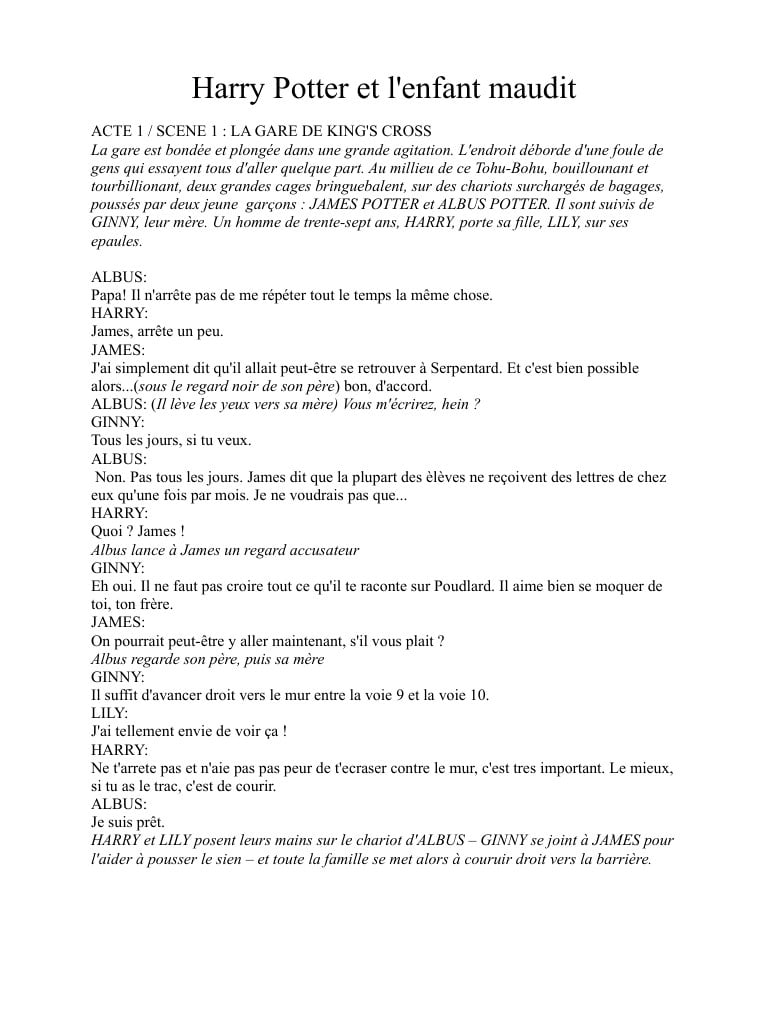 Harry Potter et l'enfant maudit
ACTE 1 / SCENE 1 : LA GARE DE KING'S CROSS
La gare est bondée et plongée dans une grande agitation. L'endroit déborde d'une foule de
gens qui essayent tous d'aller quelque part. Au millieu de ce Tohu-Bohu, bouillounant et
tourbillionant, deux grandes cages bringuebalent, sur des chariots surchargés de bagages,
poussés par deux jeune  garçons : JAMES POTTER et ALBUS POTTER. Il sont suivis de
GINNY, leur mère. Un homme de trente-sept ans, HARRY, porte sa fille, LILY, sur ses
epaules.
ALBUS:
Papa! Il n'arrête pas de me répéter tout le temps la même chose.
HARRY:
James, arrête un peu.
JAMES:
J'ai simplement dit qu'il allait peut-être se retrouver à Serpentard. Et c'est bien possible
alors...(sous le regard noir de son père) bon, d'accord.
ALBUS: (Il lève les yeux vers sa mère) Vous m'écrirez, hein ?
GINNY:
Tous les jours, si tu veux.
ALBUS:
Non. Pas tous les jours. James dit que la plupart des èlèves ne reçoivent des lettres de chez
eux qu'une fois par mois. Je ne voudrais pas que...
HARRY:
Quoi ? James !
Albus lance à James un regard accusateur
GINNY:
Eh oui. Il ne faut pas croire tout ce qu'il te raconte sur Poudlard. Il aime bien se moquer de
toi, ton frère.
JAMES:
On pourrait peut-être y aller maintenant, s'il vous plait ?
Albus regarde son père, puis sa mère
GINNY:
Il suffit d'avancer droit vers le mur entre la voie 9 et la voie 10.
LILY:
J'ai tellement envie de voir ça !
HARRY:
Ne t'arrete pas et n'aie pas pas peur de t'ecraser contre le mur, c'est tres important. Le mieux,
si tu as le trac, c'est de courir.
ALBUS:
Je suis prêt.
HARRY et LILY posent leurs mains sur le chariot d'ALBUS – GINNY se joint à JAMES pour
l'aider à pousser le sien – et toute la famille se met alors à couruir droit vers la barrière.